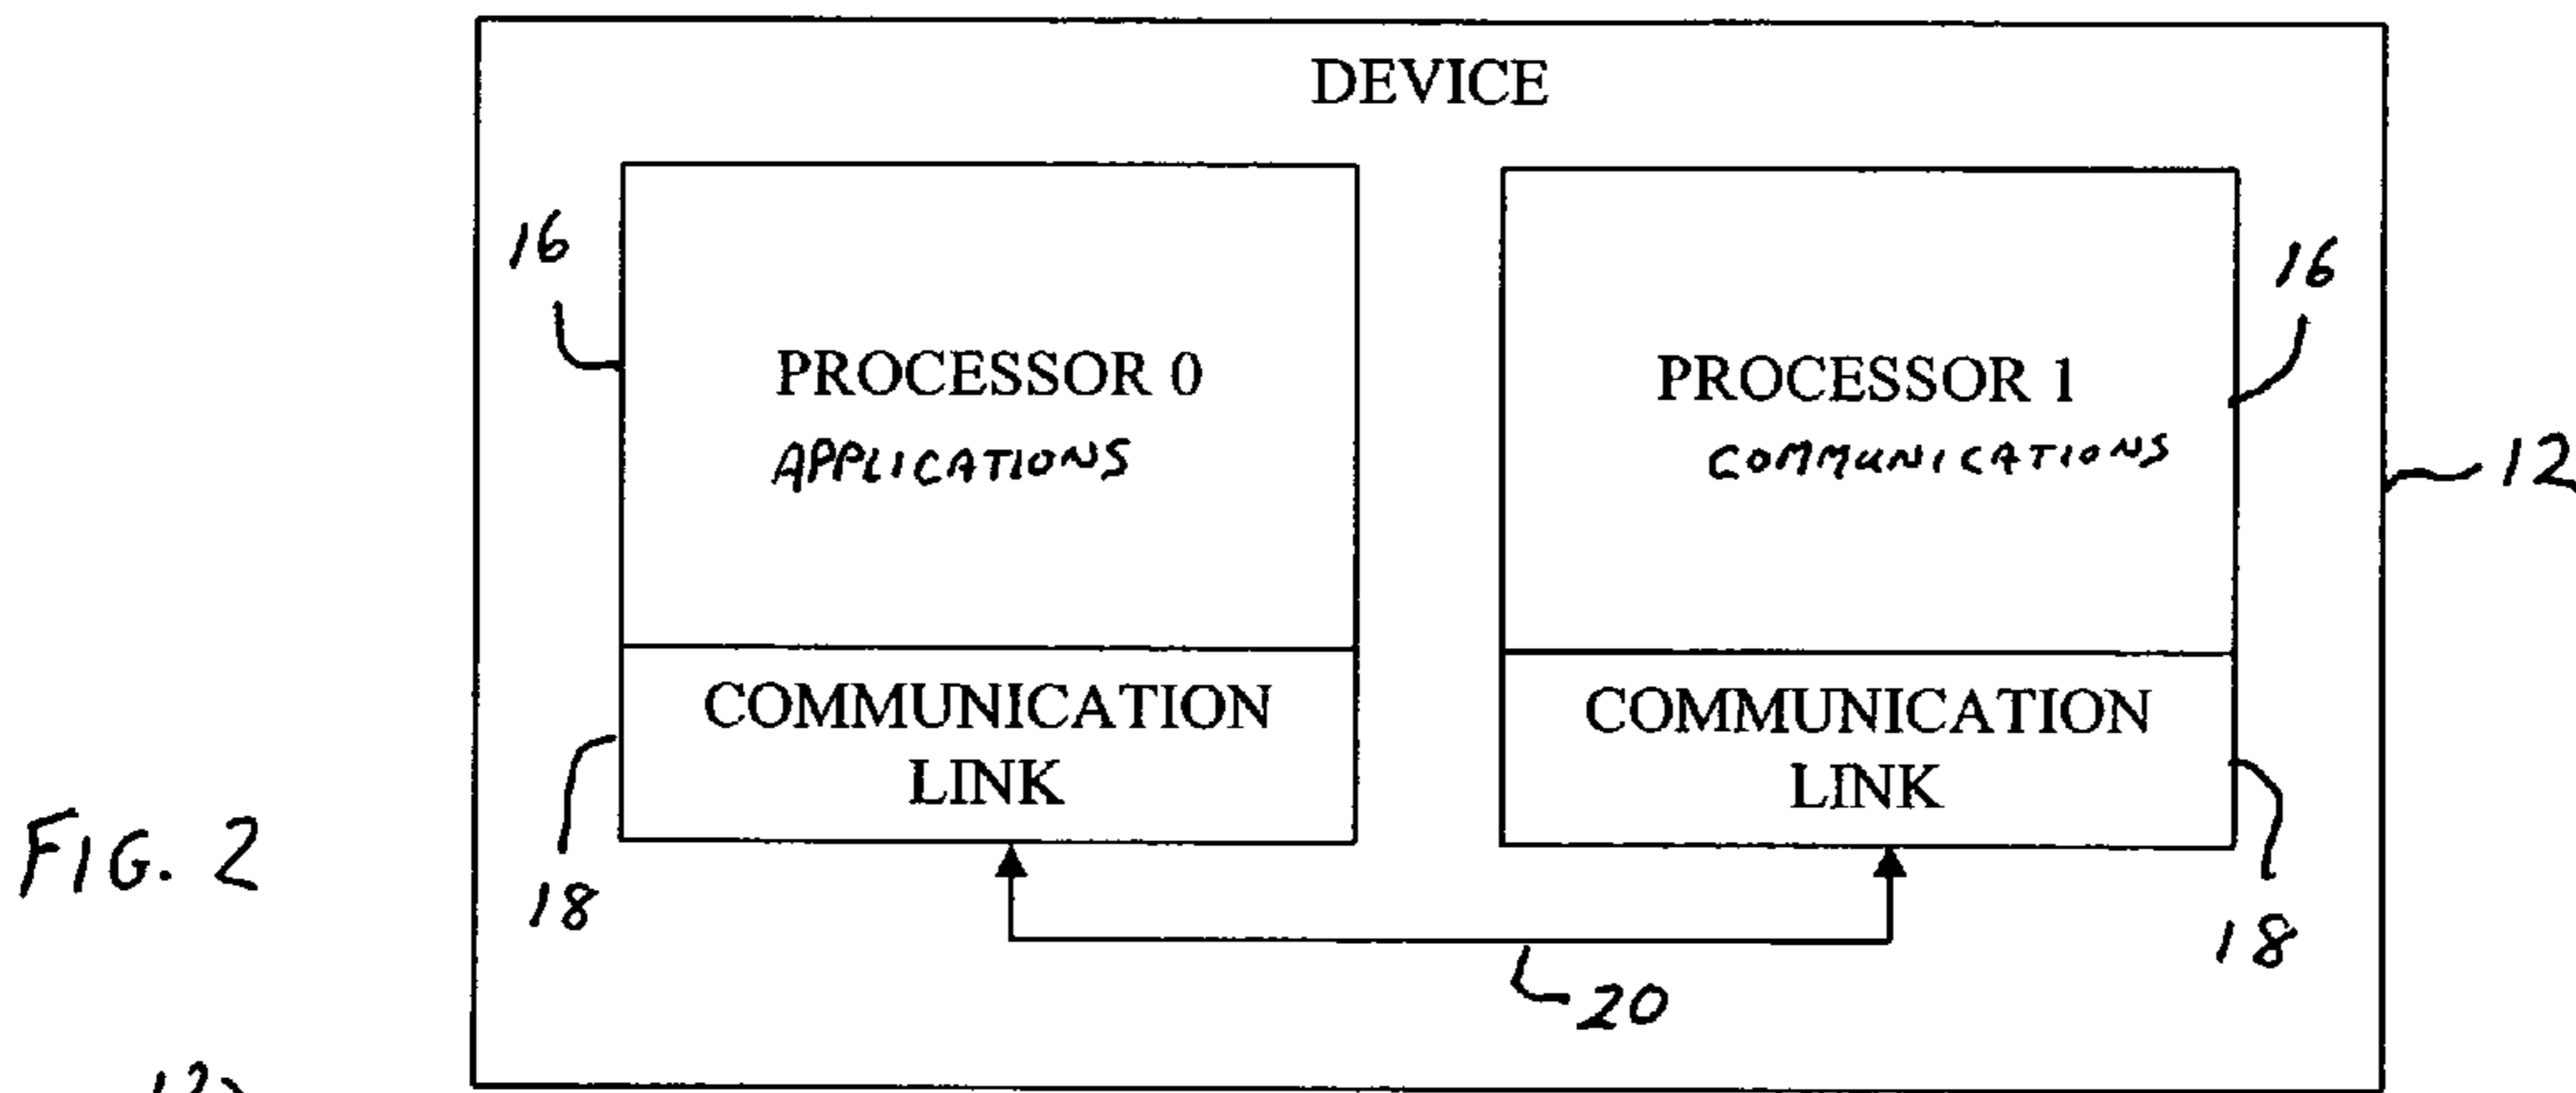 DEVICE
16
PROCESSOR 0
APPLICATIONS
16
PROCESSOR 1
COMMUNICATIONS
12
COMMUNICATION
LINK
18
COMMUNICATION
LINK
18
20
FIG. 2